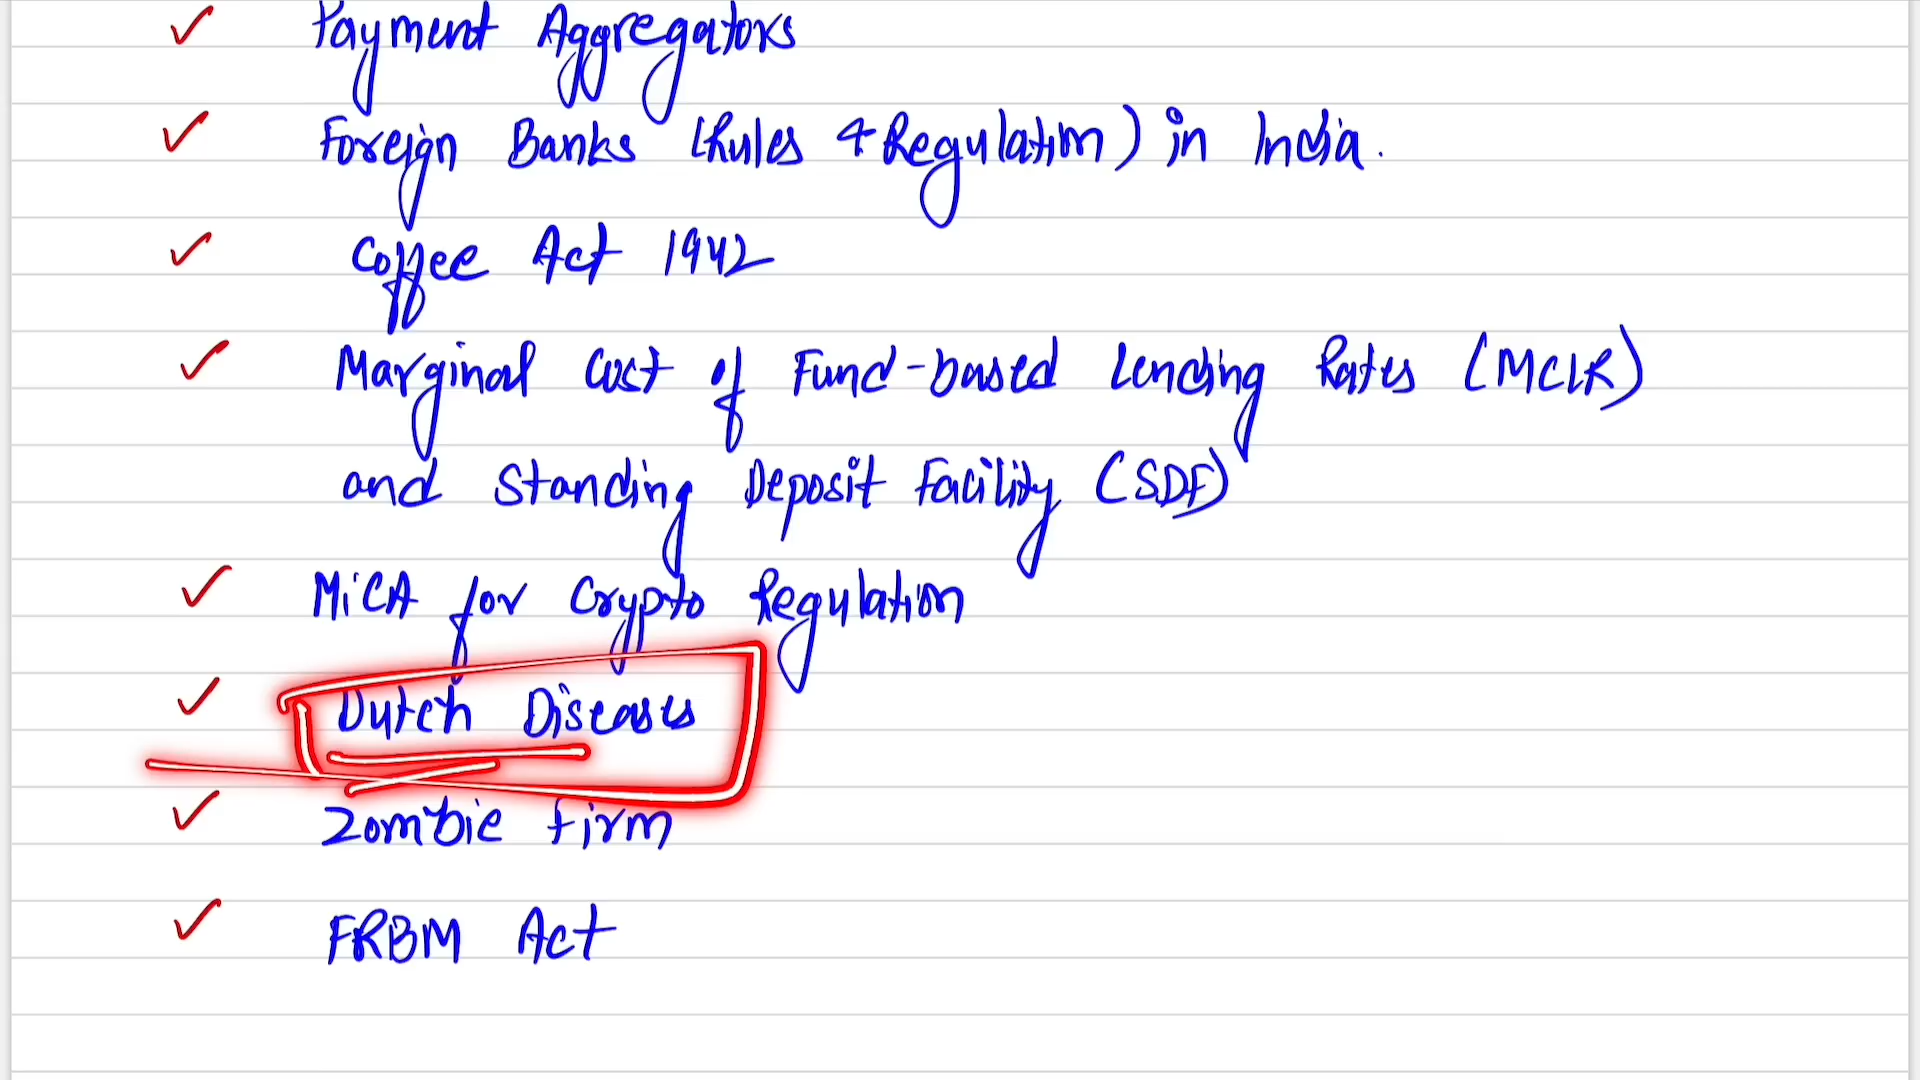 Payment Aggregators
Foreign Banks (Rules & Regulation) in India.
Coffee Act 1942
Marginal Cost of Fund-based Lending Rates (MCLR)
and Standing Deposit Facility (SDF)
MiCA for Crypto Regulation
Dutch Diseases
Zombie Firm
FRBM Act